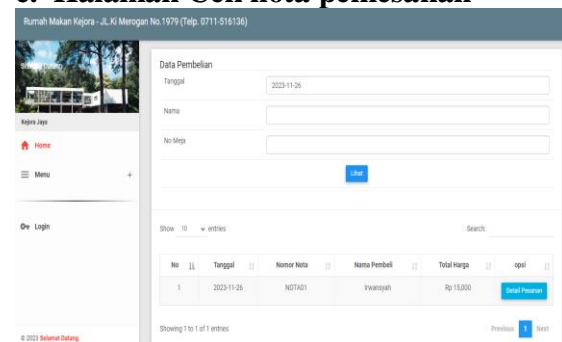 Rumah Makan Kejora - JL.Ki Merogan No.1979 (Telp. 0711-516136)
Kejora Jaya
Home
Menu +
Login
© 2023 Selamat Datang
Data Pembelian
Tanggal 2023-11-26
Nama
No Meja
Lihat
Show 10 entries Search:
No Tanggal Nomor Nota Nama Pembeli Total Harga opsi
1 2023-11-26 NOTA01 Irwansyah Rp 15,000 Detail Pesanan
Showing 1 to 1 of 1 entries Previous 1 Next